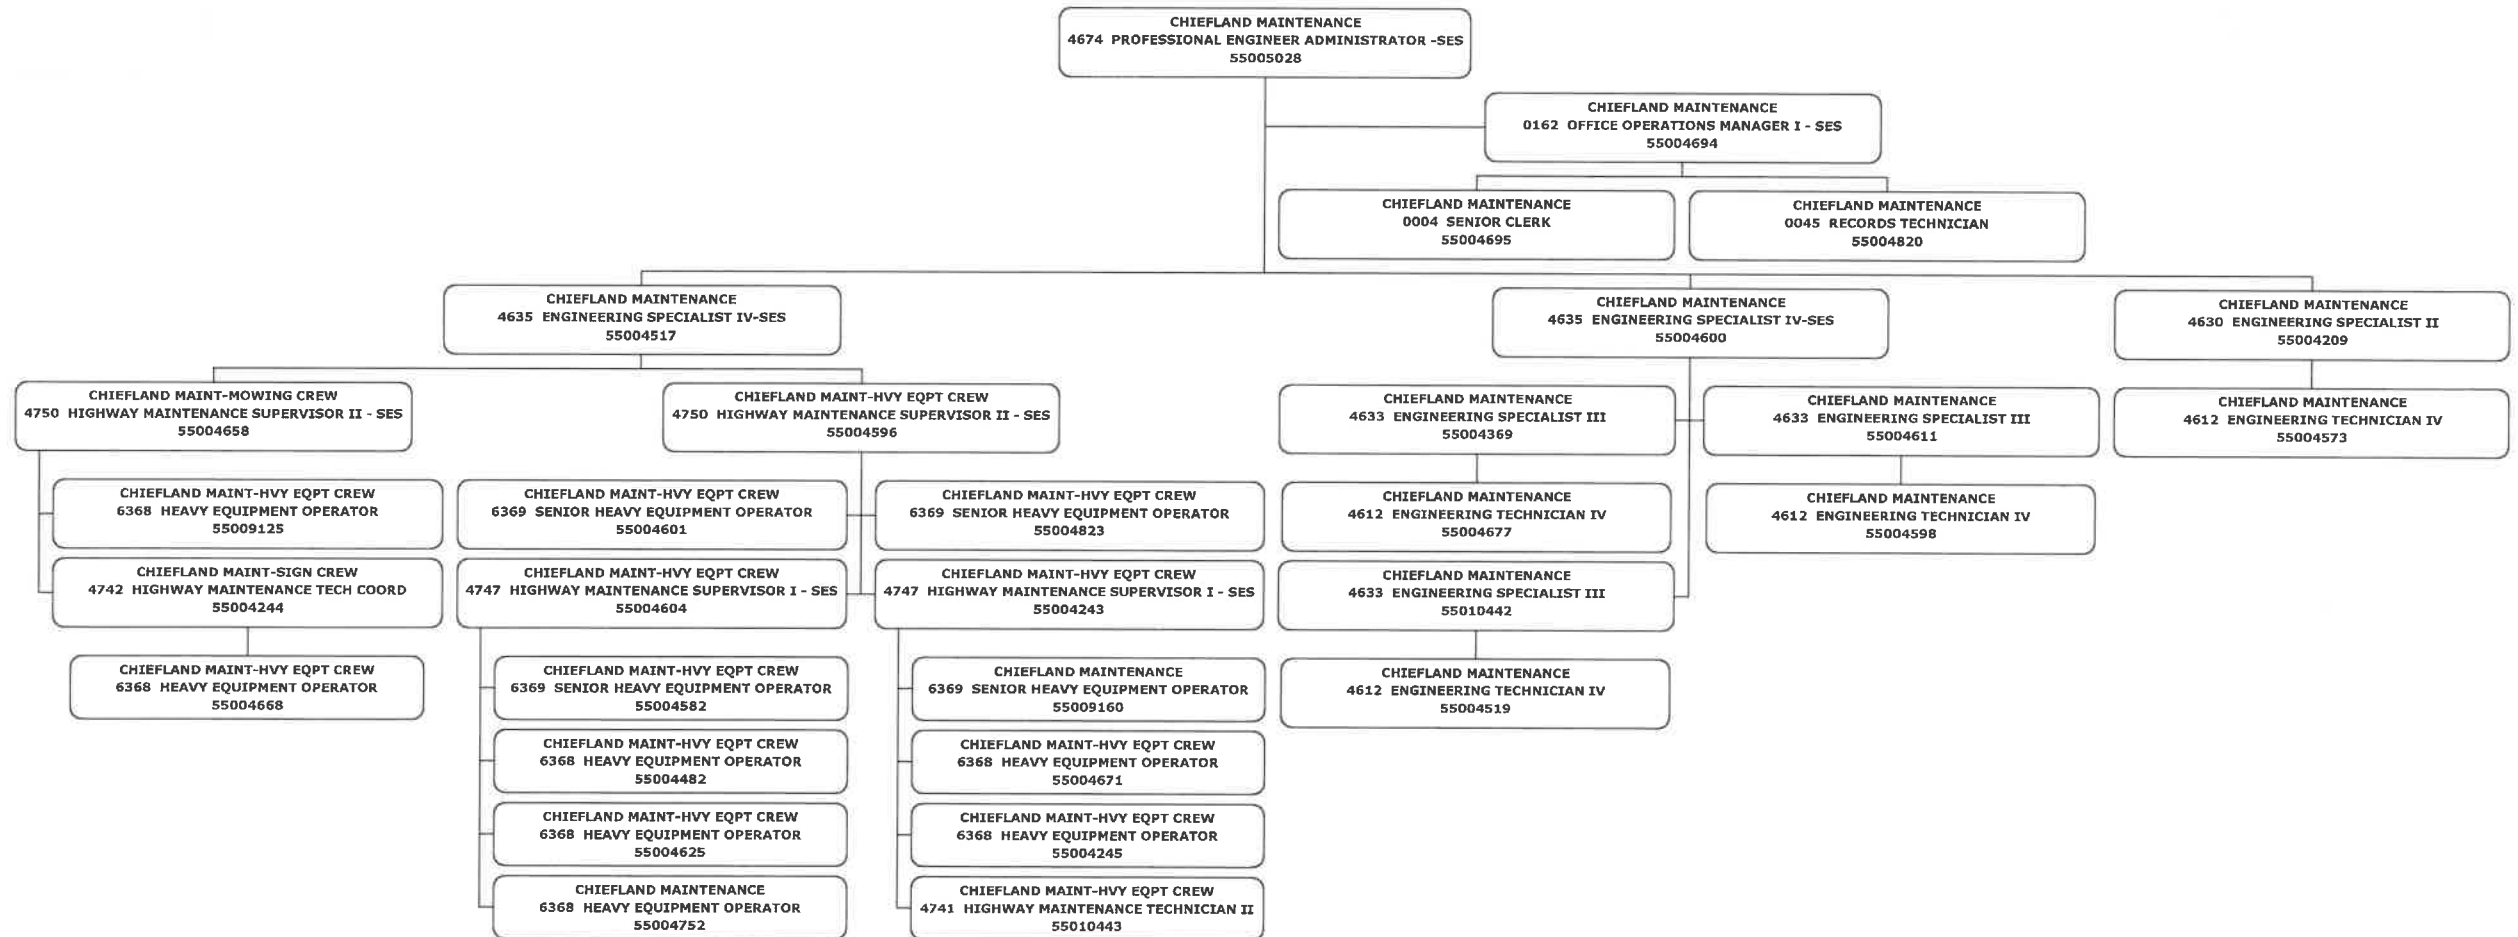 CHIEFLAND MAINTENANCE
4674 PROFESSIONAL ENGINEER ADMINISTRATOR -SES
55005028
CHIEFLAND MAINTENANCE
0162 OFFICE OPERATIONS MANAGER I - SES
55004694
CHIEFLAND MAINTENANCE
0004 SENIOR CLERK
55004695
CHIEFLAND MAINTENANCE
0045 RECORDS TECHNICIAN
55004820
CHIEFLAND MAINTENANCE
4635 ENGINEERING SPECIALIST IV-SES
55004517
CHIEFLAND MAINTENANCE
4635 ENGINEERING SPECIALIST IV-SES
55004600
CHIEFLAND MAINTENANCE
4630 ENGINEERING SPECIALIST II
55004209
CHIEFLAND MAINT-MOWING CREW
4750 HIGHWAY MAINTENANCE SUPERVISOR II - SES
55004658
CHIEFLAND MAINT-HVY EQPT CREW
4750 HIGHWAY MAINTENANCE SUPERVISOR II - SES
55004596
CHIEFLAND MAINTENANCE
4633 ENGINEERING SPECIALIST III
55004369
CHIEFLAND MAINTENANCE
4633 ENGINEERING SPECIALIST III
55004611
CHIEFLAND MAINTENANCE
4612 ENGINEERING TECHNICIAN IV
55004573
CHIEFLAND MAINT-HVY EQPT CREW
6368 HEAVY EQUIPMENT OPERATOR
55009125
CHIEFLAND MAINT-HVY EQPT CREW
6369 SENIOR HEAVY EQUIPMENT OPERATOR
55004601
CHIEFLAND MAINT-HVY EQPT CREW
6369 SENIOR HEAVY EQUIPMENT OPERATOR
55004823
CHIEFLAND MAINTENANCE
4612 ENGINEERING TECHNICIAN IV
55004677
CHIEFLAND MAINTENANCE
4612 ENGINEERING TECHNICIAN IV
55004598
CHIEFLAND MAINT-SIGN CREW
4742 HIGHWAY MAINTENANCE TECH COORD
55004244
CHIEFLAND MAINT-HVY EQPT CREW
4747 HIGHWAY MAINTENANCE SUPERVISOR I - SES
55004604
CHIEFLAND MAINT-HVY EQPT CREW
4747 HIGHWAY MAINTENANCE SUPERVISOR I - SES
55004243
CHIEFLAND MAINTENANCE
4633 ENGINEERING SPECIALIST III
55010442
CHIEFLAND MAINT-HVY EQPT CREW
6368 HEAVY EQUIPMENT OPERATOR
55004668
CHIEFLAND MAINT-HVY EQPT CREW
6369 SENIOR HEAVY EQUIPMENT OPERATOR
55004582
CHIEFLAND MAINTENANCE
6369 SENIOR HEAVY EQUIPMENT OPERATOR
55009160
CHIEFLAND MAINTENANCE
4612 ENGINEERING TECHNICIAN IV
55004519
CHIEFLAND MAINT-HVY EQPT CREW
6368 HEAVY EQUIPMENT OPERATOR
55004482
CHIEFLAND MAINT-HVY EQPT CREW
6368 HEAVY EQUIPMENT OPERATOR
55004671
CHIEFLAND MAINT-HVY EQPT CREW
6368 HEAVY EQUIPMENT OPERATOR
55004625
CHIEFLAND MAINT-HVY EQPT CREW
6368 HEAVY EQUIPMENT OPERATOR
55004245
CHIEFLAND MAINTENANCE
6368 HEAVY EQUIPMENT OPERATOR
55004752
CHIEFLAND MAINT-HVY EQPT CREW
4741 HIGHWAY MAINTENANCE TECHNICIAN II
55010443